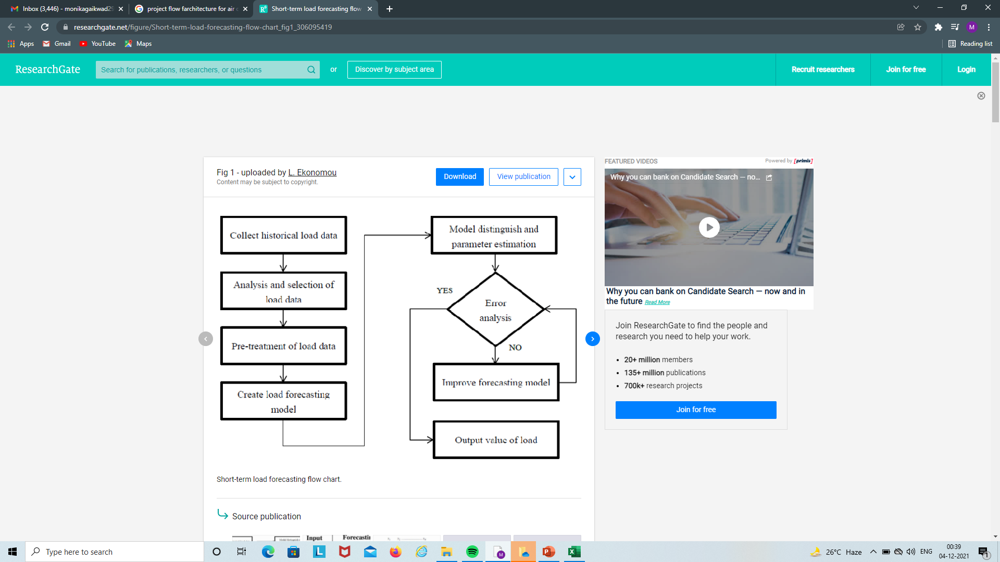 Inbox (3,446) - monikagaikwad29
project flow farchitecture for air
Short-term load forecasting flow
researchgate.net/figure/Short-term-load-forecasting-flow-chart_fig1_306095419
M
Apps
Gmail
YouTube
Maps
Reading list
ResearchGate
Search for publications, researchers, or questions
or
Discover by subject area
Recruit researchers
Join for free
Login
Fig 1 - uploaded by L. Ekonomou
Content may be subject to copyright.
Download
View publication
Collect historical load data
Analysis and selection of
load data
Pre-treatment of load data
Create load forecasting
model
Model distinguish and
parameter estimation
YES
Error
analysis
NO
Improve forecasting model
Output value of load
Short-term load forecasting flow chart.
Source publication
Input
FEATURED VIDEOS
Powered by [primis]
Why you can bank on Candidate Search — no...
Why you can bank on Candidate Search — now and in
the future Read More
Join ResearchGate to find the people and
research you need to help your work.
• 20+ million members
• 135+ million publications
• 700k+ research projects
Join for free
Type here to search
26°C Haze
ENG
00:39
04-12-2021
1